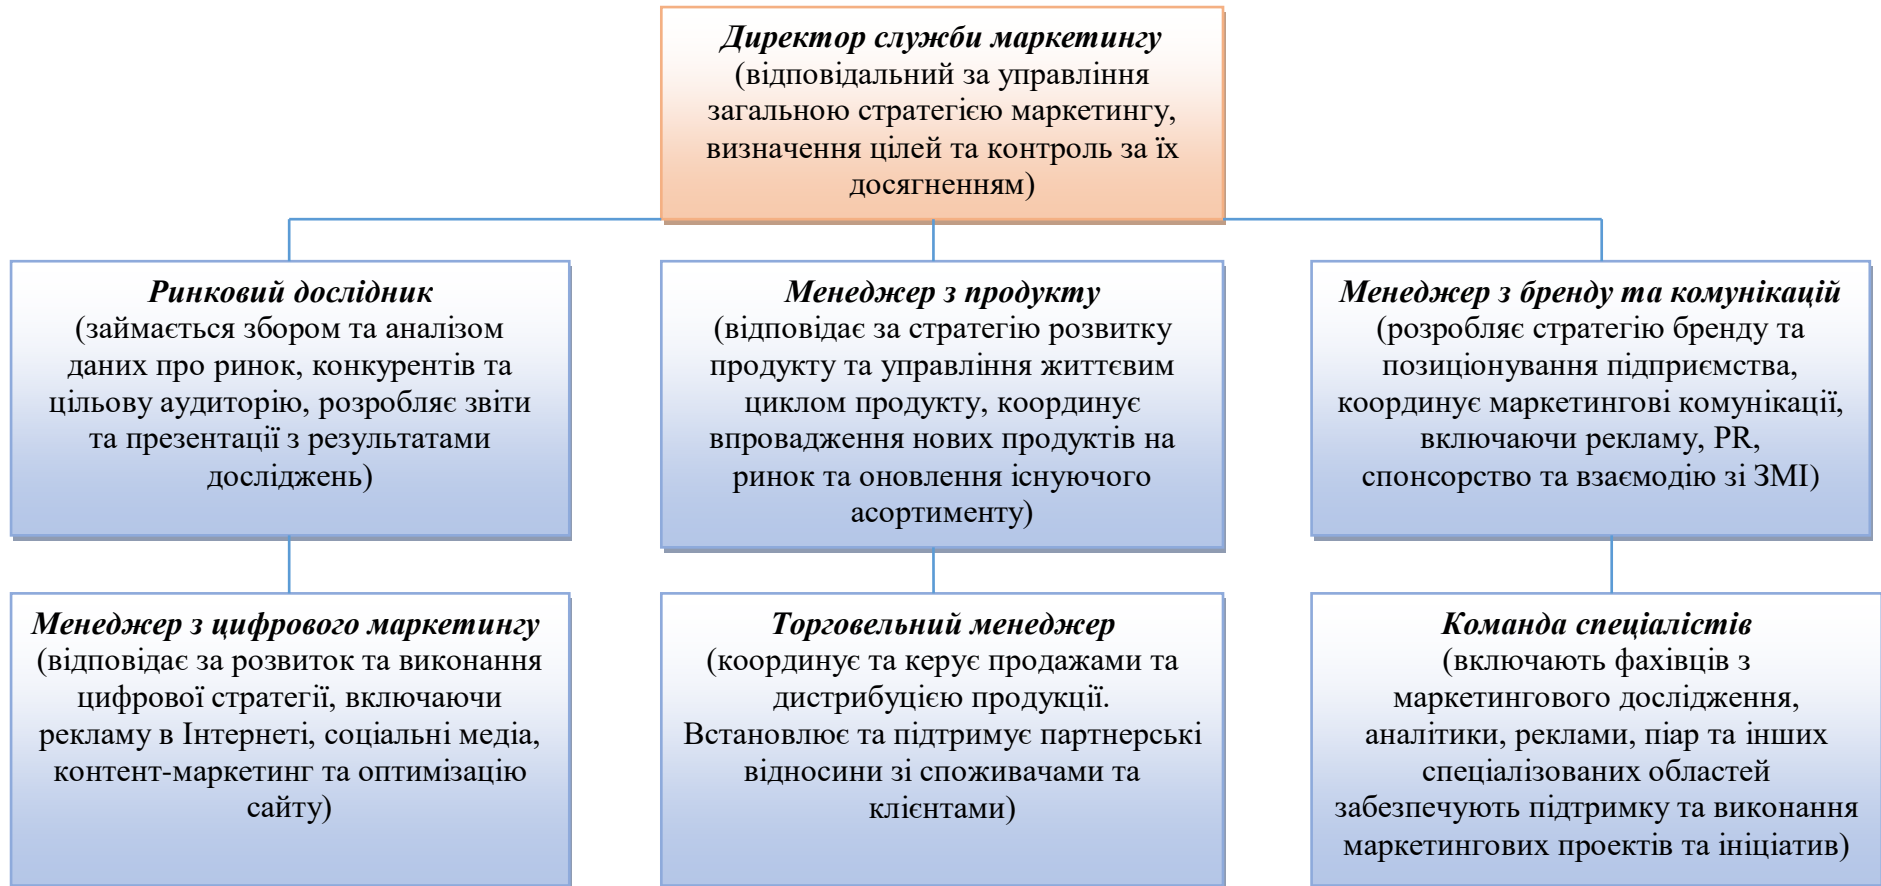 Директор служби маркетингу
(відповідальний за управління
загальною стратегією маркетингу,
визначення цілей та контроль за їх
досягненням)
Ринковий дослідник
(займається збором та аналізом
даних про ринок, конкурентів та
цільову аудиторію, розробляє звіти
та презентації з результатами
досліджень)
Менеджер з продукту
(відповідає за стратегію розвитку
продукту та управління життєвим
циклом продукту, координує
впровадження нових продуктів на
ринок та оновлення існуючого
асортименту)
Менеджер з бренду та комунікацій
(розробляє стратегію бренду та
позиціонування підприємства,
координує маркетингові комунікації,
включаючи рекламу, PR,
спонсорство та взаємодію зі ЗМІ)
Менеджер з цифрового маркетингу
(відповідає за розвиток та виконання
цифрової стратегії, включаючи
рекламу в Інтернеті, соціальні медіа,
контент-маркетинг та оптимізацію
сайту)
Торговельний менеджер
(координує та керує продажами та
дистрибуцією продукції.
Встановлює та підтримує партнерські
відносини зі споживачами та
клієнтами)
Команда спеціалістів
(включають фахівців з
маркетингового дослідження,
аналітики, реклами, піар та інших
спеціалізованих областей
забезпечують підтримку та виконання
маркетингових проектів та ініціатив)